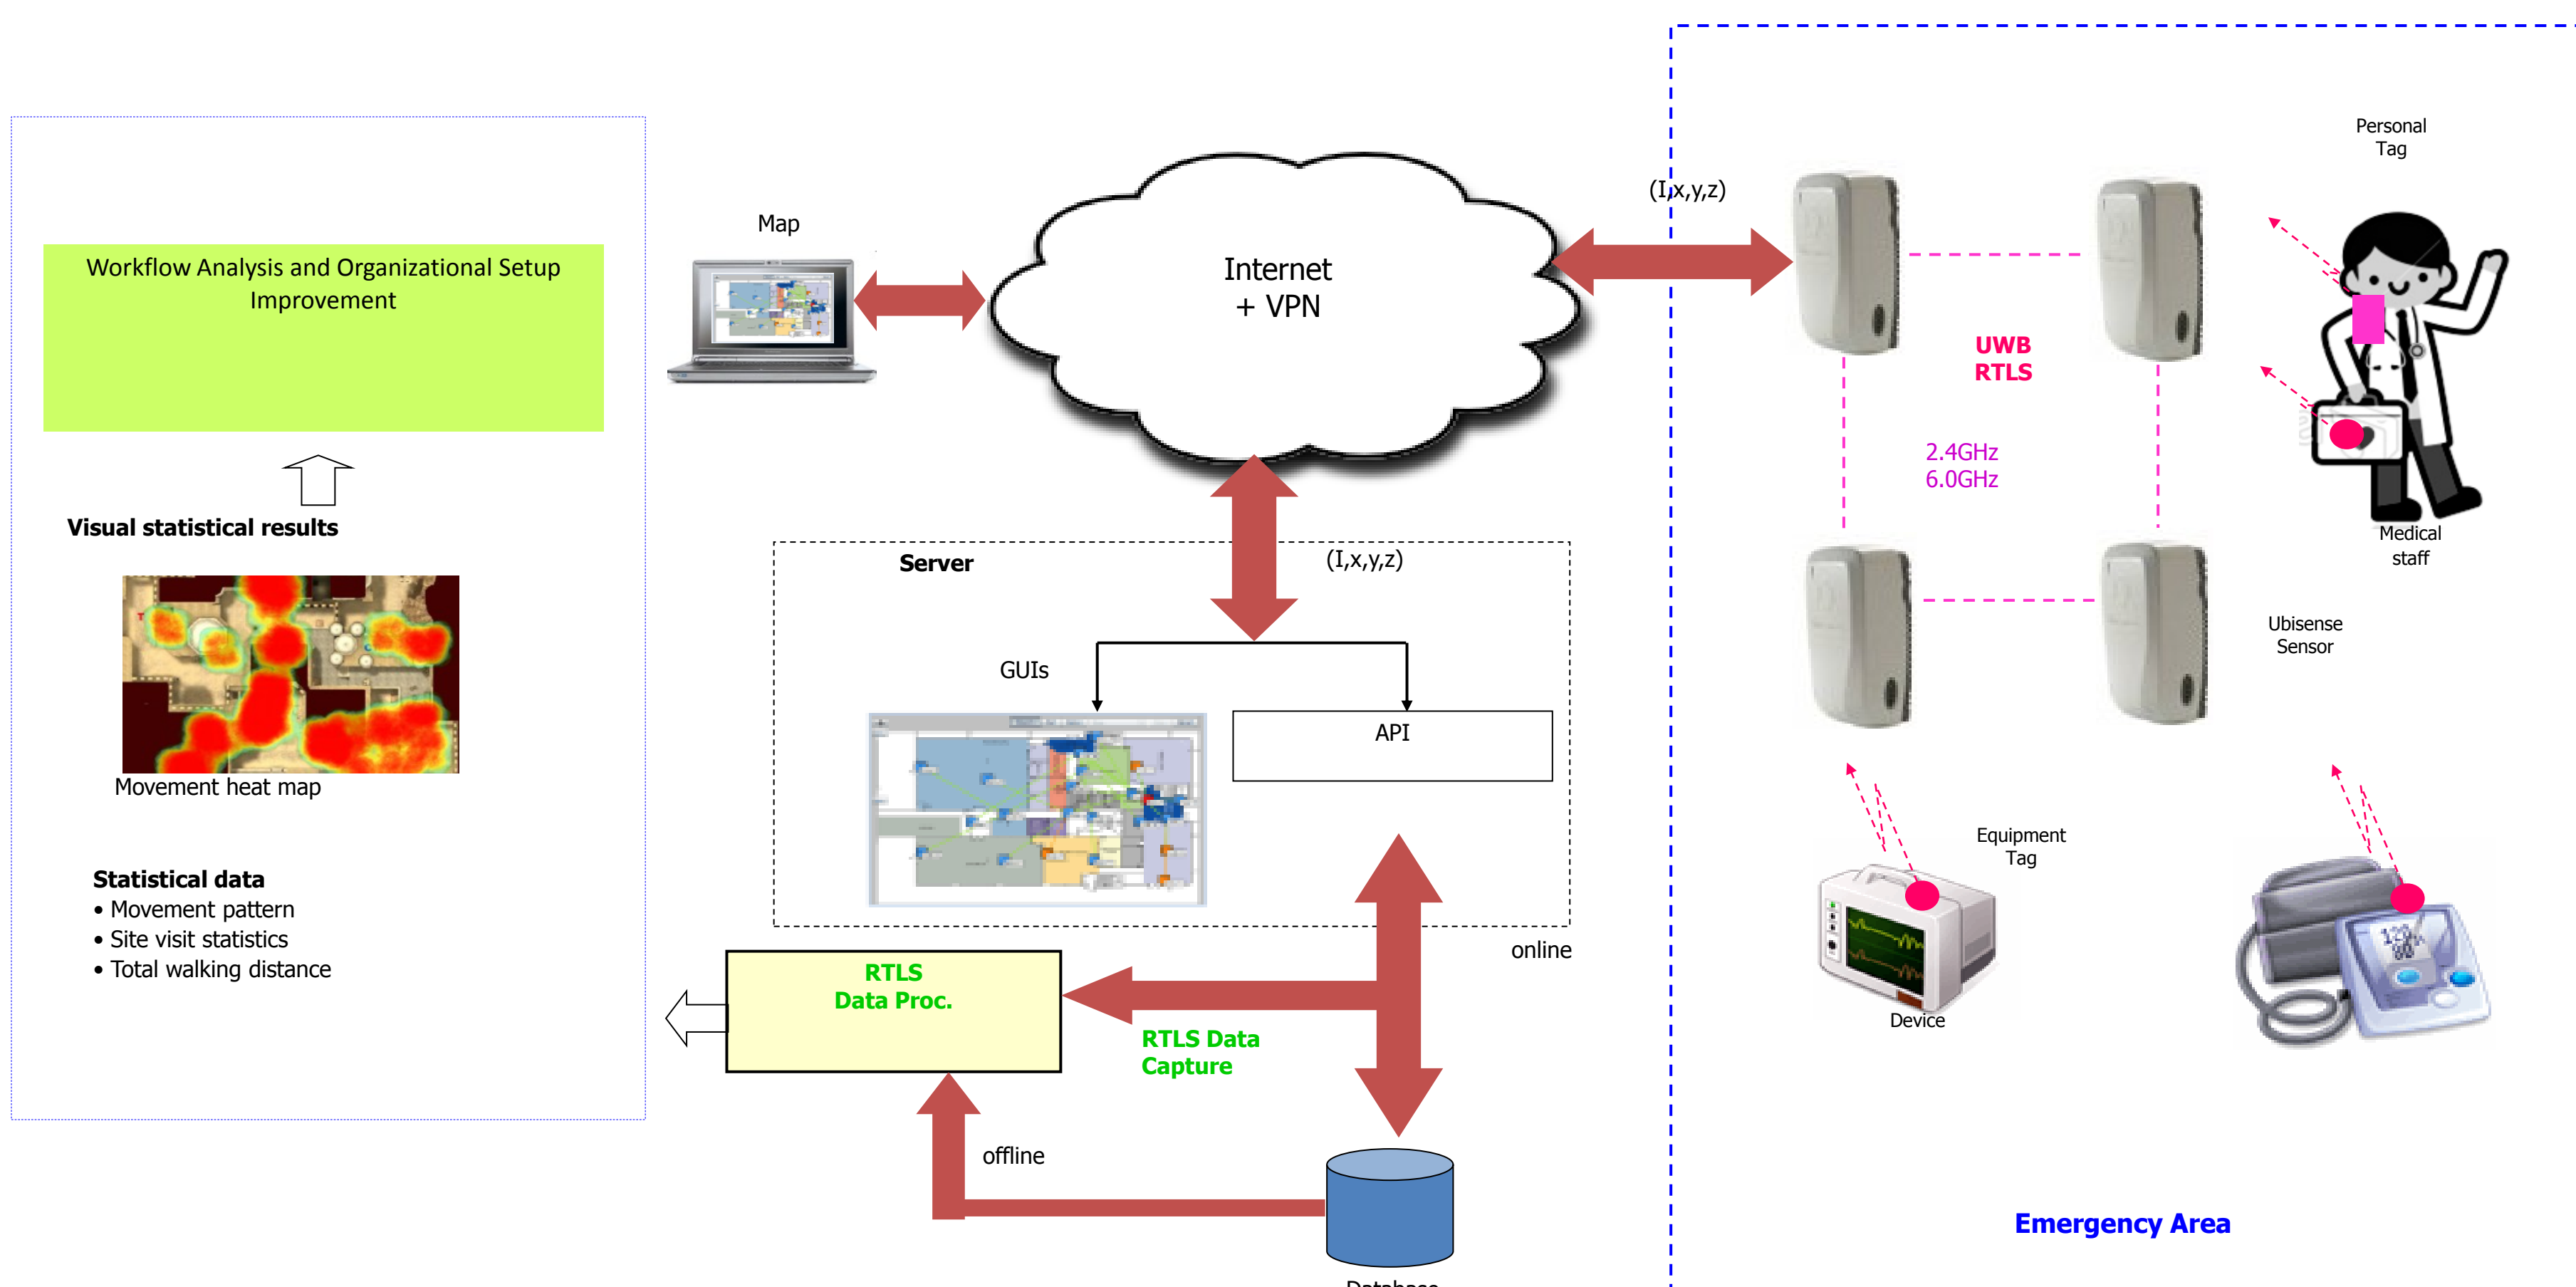 Workflow Analysis and Organizational Setup
Improvement
Visual statistical results
Movement heat map
Statistical data
• Movement pattern
• Site visit statistics
• Total walking distance
Map
Internet
+ VPN
(I,x,y,z)
Server
(I,x,y,z)
GUIs
API
online
RTLS
Data Proc.
RTLS Data
Capture
offline
Database
Personal
Tag
UWB
RTLS
2.4GHz
6.0GHz
Medical
staff
Ubisense
Sensor
Equipment
Tag
Device
Emergency Area